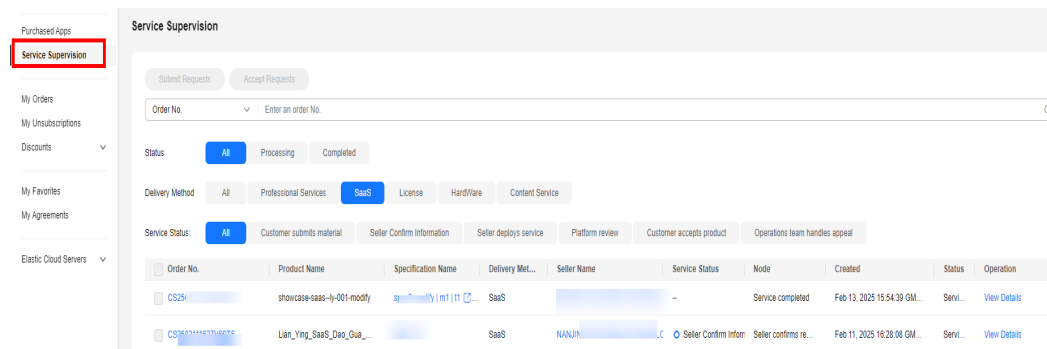 Purchased Apps
Service Supervision
My Orders
My Unsubscriptions
Discounts
My Favorites
My Agreements
Elastic Cloud Servers
Service Supervision
Submit Requests Accept Requests
Order No. Enter an order No.
Status All Processing Completed
Delivery Method All Professional Services SaaS License HardWare Content Service
Service Status: All Customer submits material Seller Confirm Information Seller deploys service Platform review Customer accepts product Operations team handles appeal
Order No. Product Name Specification Name Delivery Met... Seller Name Service Status Node Created Status Operation
showcase-saas--ly-001-modify | m1 | t1 ... SaaS -- Service completed Feb 13, 2025 15:54:39 GM... Servi... View Details
Lian_Ying_SaaS_Dao_Gua_... SaaS Seller Confirm Inform Seller confirms re... Feb 11, 2025 16:28:08 GM... Servi... View Details